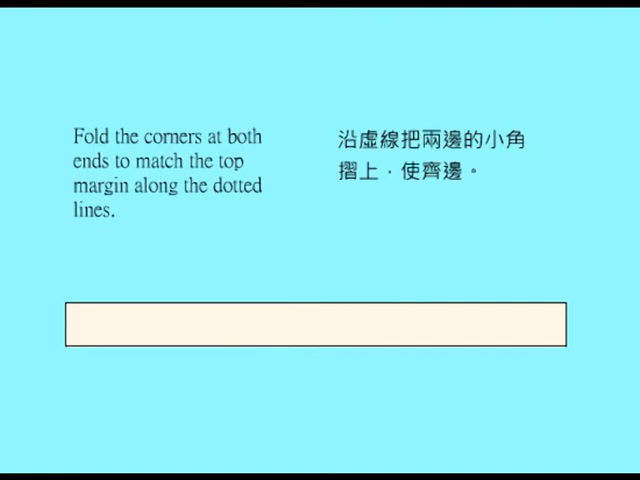 Fold the corners at both
ends to match the top
margin along the dotted
lines.
沿虛線把兩邊的小角
摺上，使齊邊。